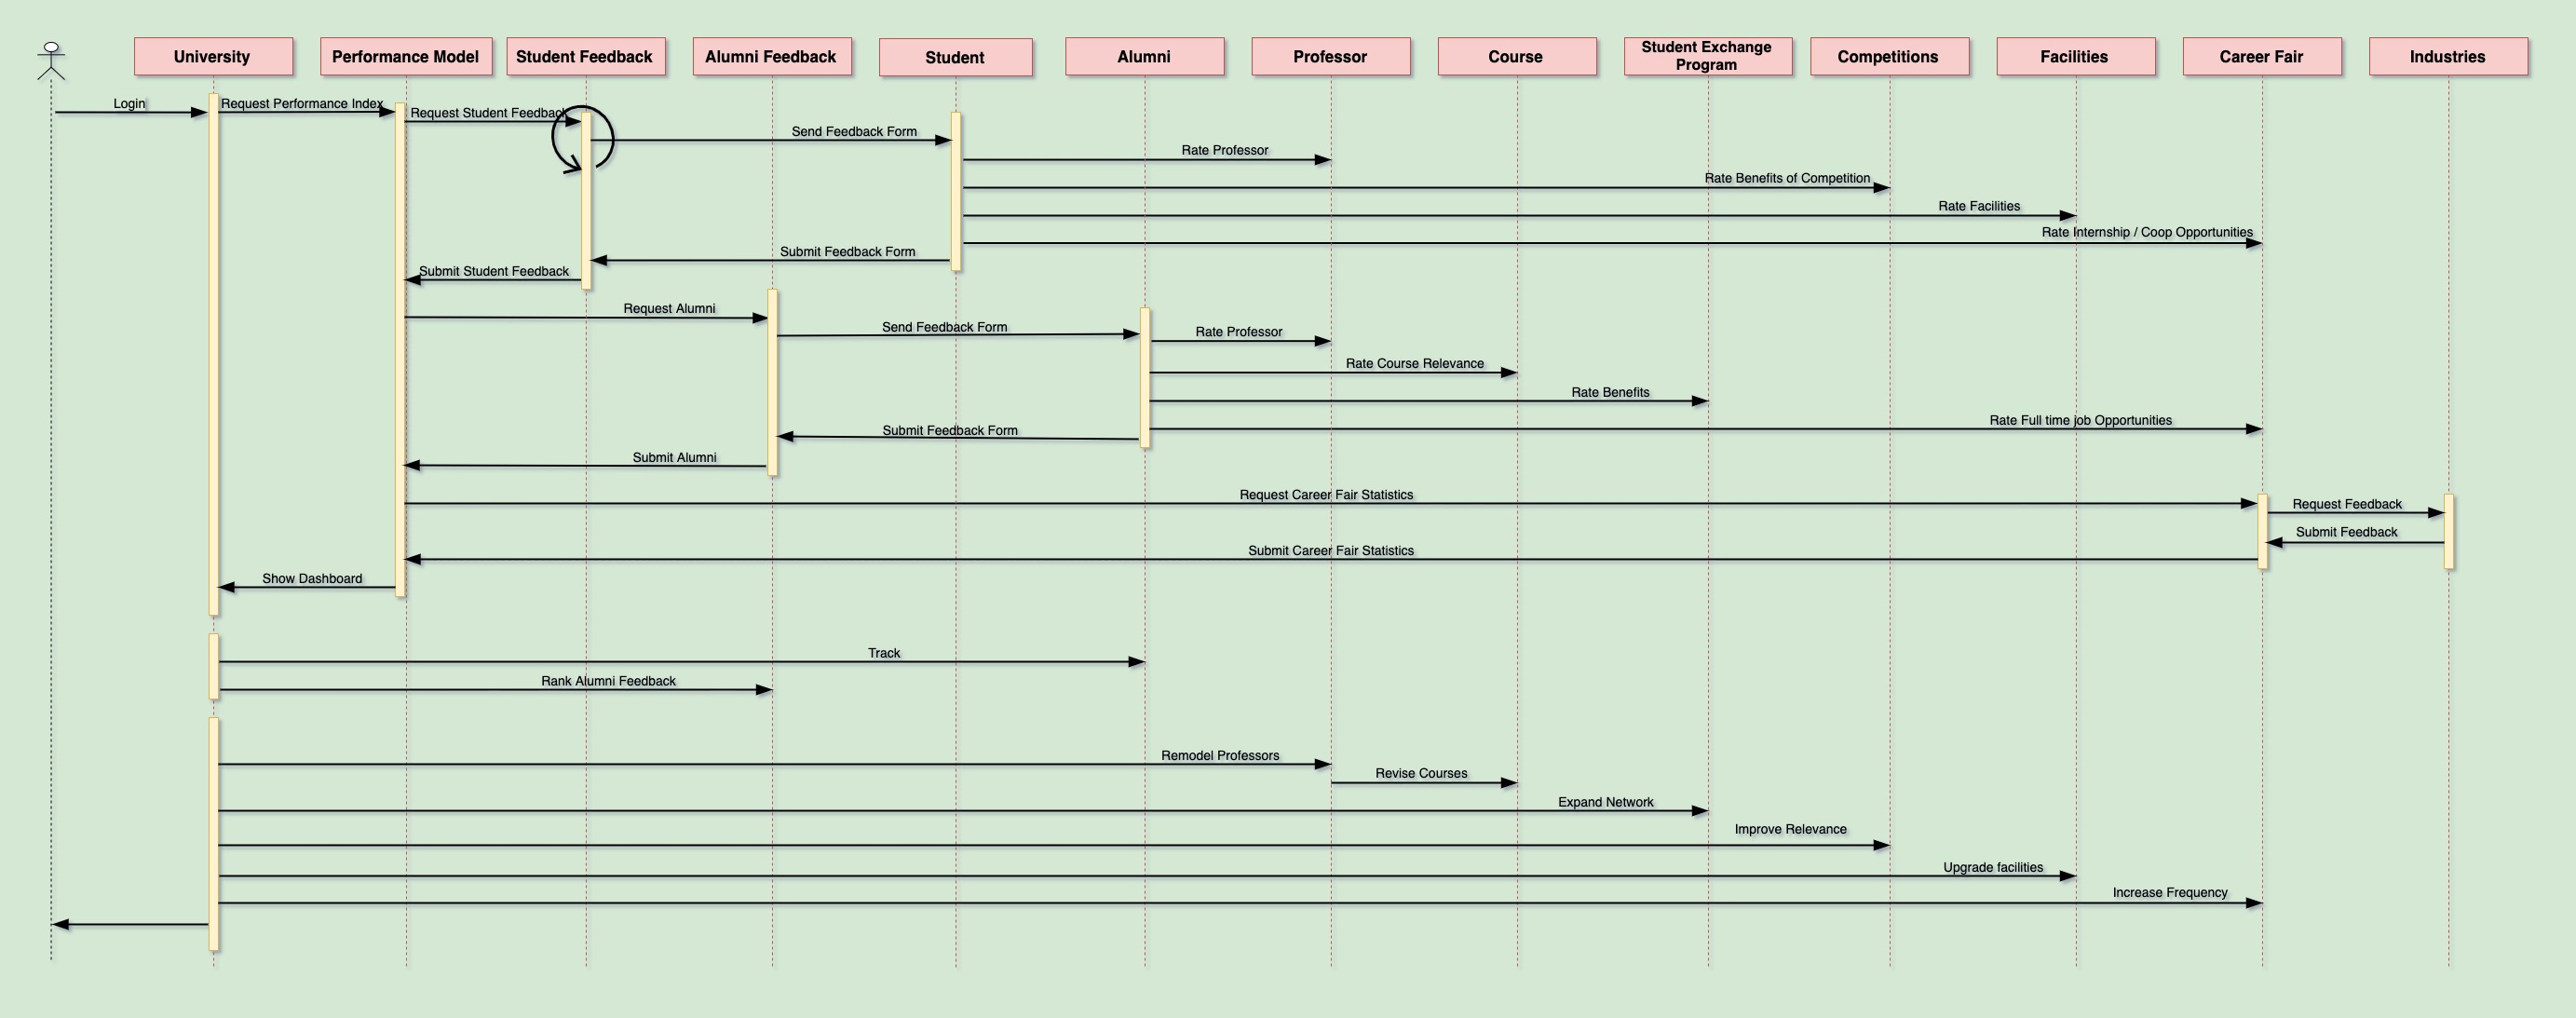 University
Performance Model
Student Feedback
Alumni Feedback
Student
Alumni
Professor
Course
Student Exchange
Program
Competitions
Facilities
Career Fair
Industries
Login
Request Performance Index
Request Student Feedback
Send Feedback Form
Rate Professor
Rate Benefits of Competition
Rate Facilities
Rate Internship / Coop Opportunities
Submit Feedback Form
Submit Student Feedback
Request Alumni
Send Feedback Form
Rate Professor
Rate Course Relevance
Rate Benefits
Rate Full time job Opportunities
Submit Feedback Form
Submit Alumni
Request Career Fair Statistics
Request Feedback
Submit Feedback
Submit Career Fair Statistics
Show Dashboard
Track
Rank Alumni Feedback
Remodel Professors
Revise Courses
Expand Network
Improve Relevance
Upgrade facilities
Increase Frequency